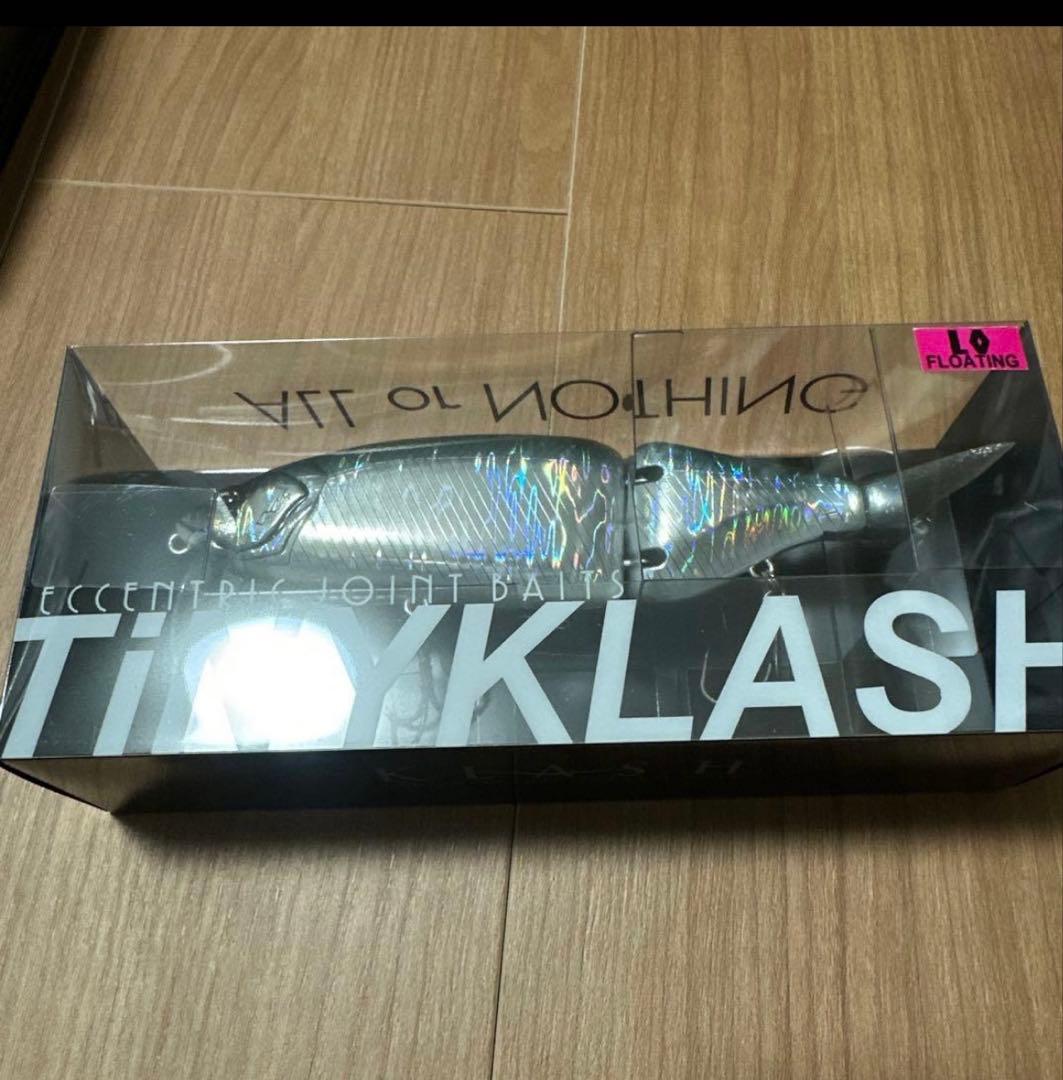 LO
FLOATING
ALL or NOTHING
ECCENTRIC JOINT BAITS
TiNYKLASH
KLASH